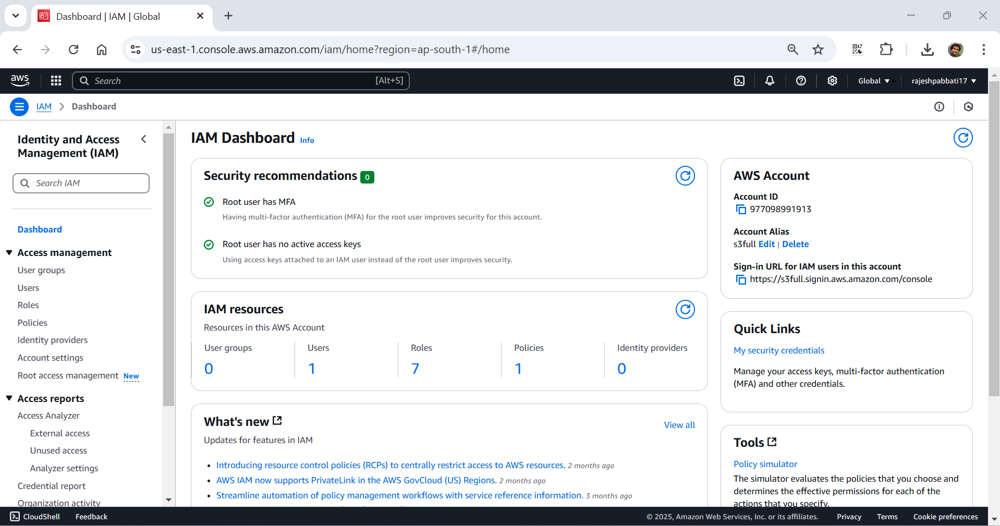 Dashboard | IAM | Global
us-east-1.console.aws.amazon.com/iam/home?region=ap-south-1#/home
aws
Search [Alt+S]
Global
rajeshpabbati17
IAM > Dashboard
Identity and Access Management (IAM)
Search IAM
Dashboard
Access management
User groups
Users
Roles
Policies
Identity providers
Account settings
Root access management New
Access reports
Access Analyzer
External access
Unused access
Analyzer settings
Credential report
Organization activity
IAM Dashboard Info
Security recommendations 0
Root user has MFA
Having multi-factor authentication (MFA) for the root user improves security for this account.
Root user has no active access keys
Using access keys attached to an IAM user instead of the root user improves security.
IAM resources
Resources in this AWS Account
User groups
0
Users
1
Roles
7
Policies
1
Identity providers
0
What's new
View all
Updates for features in IAM
• Introducing resource control policies (RCPs) to centrally restrict access to AWS resources. 2 months ago
• AWS IAM now supports PrivateLink in the AWS GovCloud (US) Regions. 2 months ago
• Streamline automation of policy management workflows with service reference information. 3 months ago
AWS Account
Account ID
977098991913
Account Alias
s3full Edit | Delete
Sign-in URL for IAM users in this account
https://s3full.signin.aws.amazon.com/console
Quick Links
My security credentials
Manage your access keys, multi-factor authentication
(MFA) and other credentials.
Tools
Policy simulator
The simulator evaluates the policies that you choose and
determines the effective permissions for each of the
actions that you specify.
CloudShell
Feedback
© 2025, Amazon Web Services, Inc. or its affiliates.
Privacy
Terms
Cookie preferences